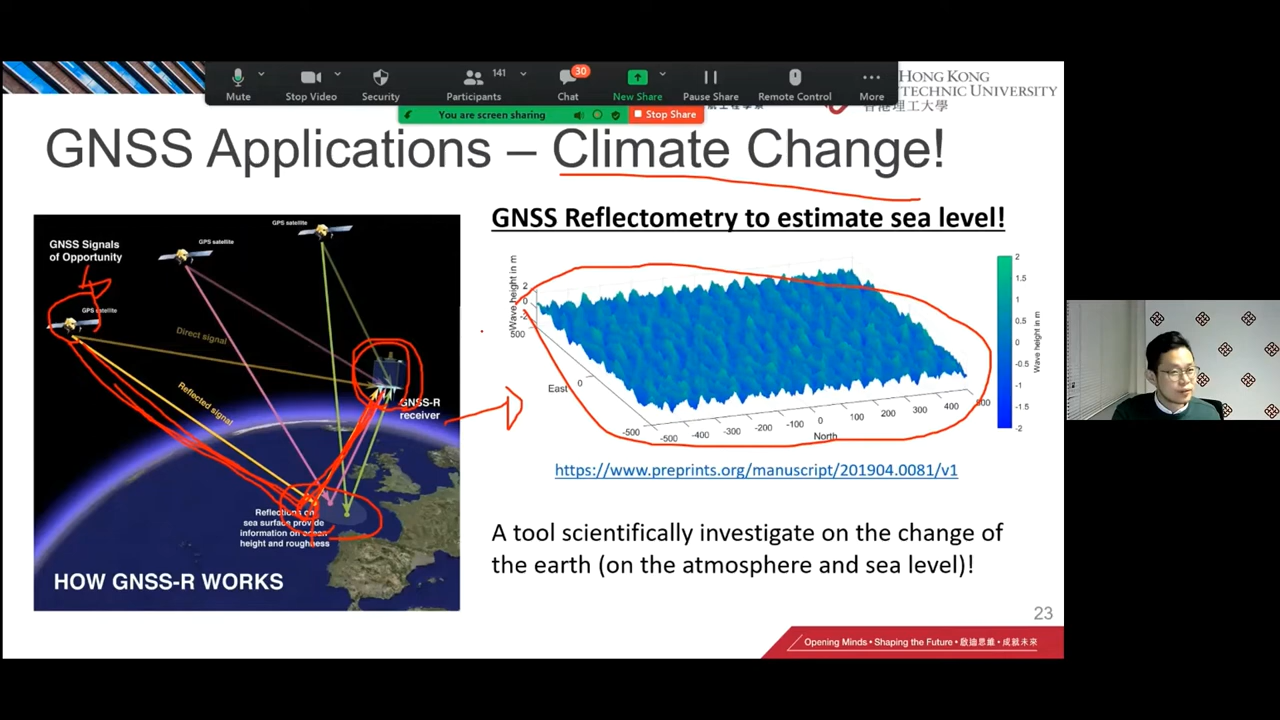 Mute
Stop Video
Security
Participants
141
Chat
30
New Share
Pause Share
Remote Control
More
You are screen sharing
Stop Share
HONG KONG
TECHNIC UNIVERSITY
香港理工大學
GNSS Applications – Climate Change!
GNSS Signals
of Opportunity
GPS satellite
GPS satellite
GPS satellite
Direct signal
Reflected signal
GNSS-R
receiver
Reflections on
sea surface provide
information on ocean
height and roughness
HOW GNSS-R WORKS
GNSS Reflectometry to estimate sea level!
Wave height in m
2
0
-2
500
East
0
-500
-500
-400
-300
-200
-100
0
100
200
300
400
500
North
2
1.5
1
0.5
0
-0.5
-1
-1.5
-2
Wave height in m
https://www.preprints.org/manuscript/201904.0081/v1
A tool scientifically investigate on the change of
the earth (on the atmosphere and sea level)!
23
Opening Minds • Shaping the Future • 啟迪思維 • 成就未來